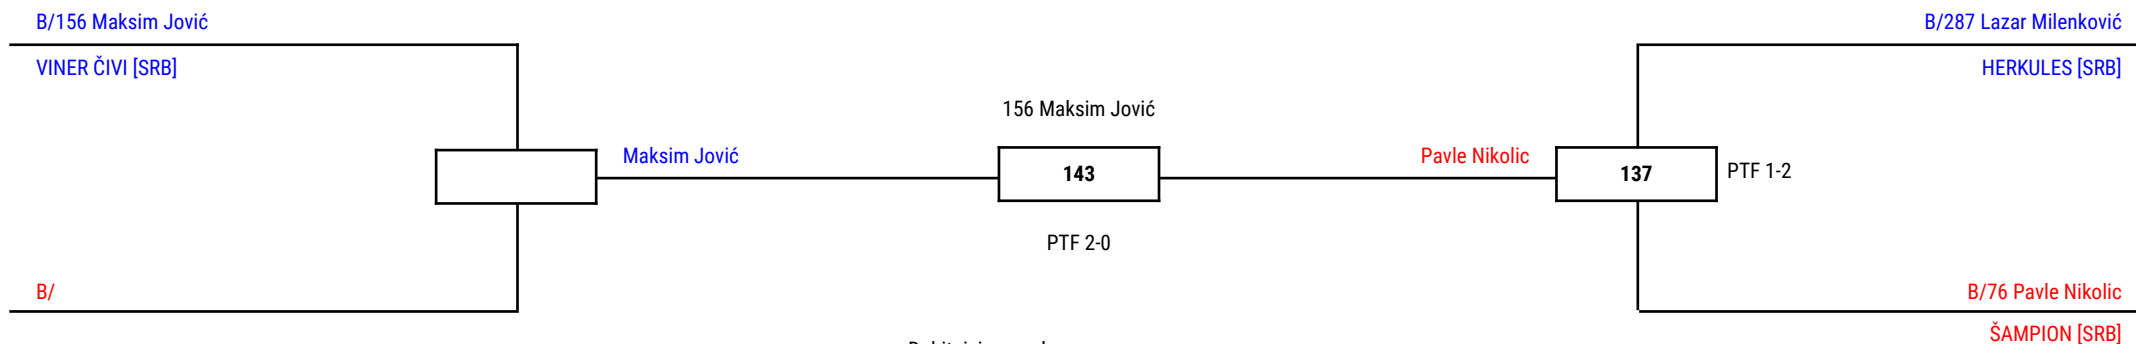 B/156 Maksim Jović
VINER ČIVI [SRB]
B/287 Lazar Milenković
HERKULES [SRB]
156 Maksim Jović
Maksim Jović
143
Pavle Nikolic
137
PTF 1-2
PTF 2-0
B/
B/76 Pavle Nikolic
ŠAMPION [SRB]